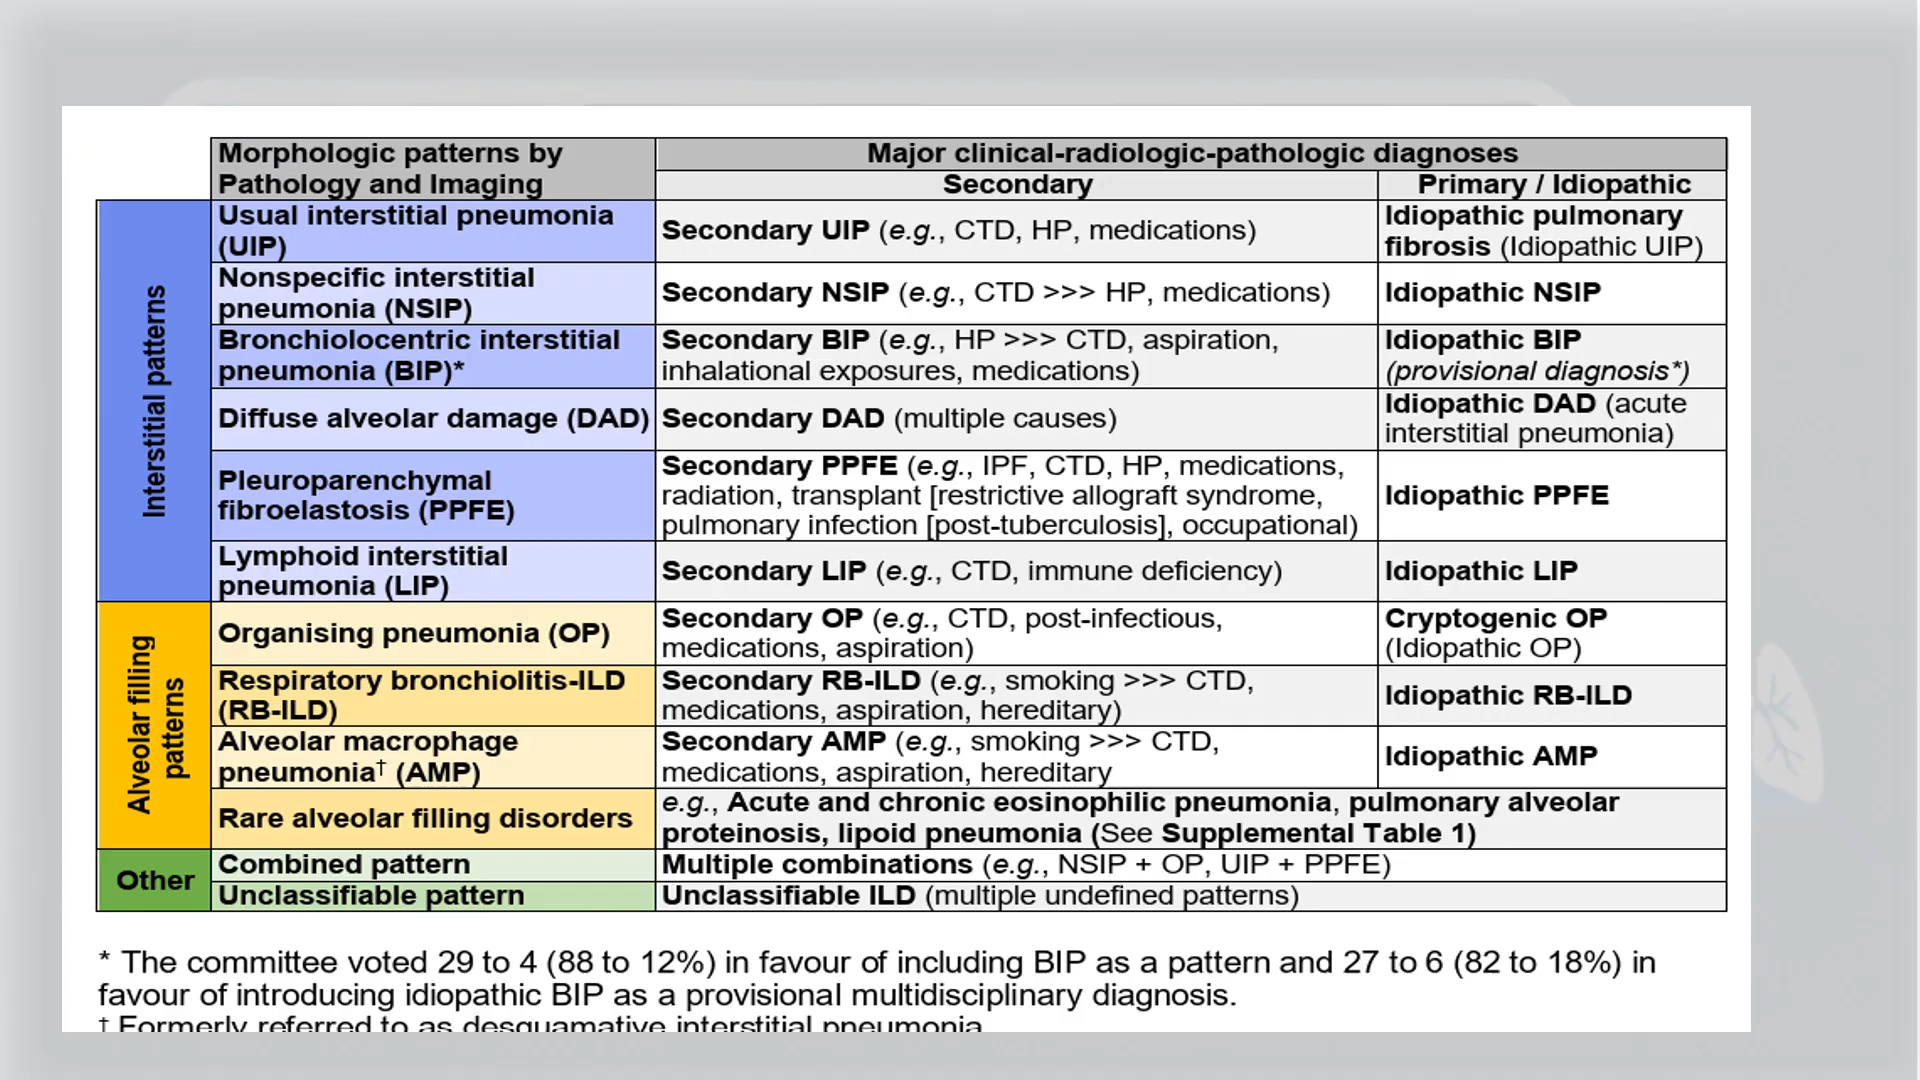 Morphologic patterns by
Pathology and Imaging
Major clinical-radiologic-pathologic diagnoses
Secondary
Primary / Idiopathic
Interstitial patterns
Usual interstitial pneumonia
(UIP)
Secondary UIP (e.g., CTD, HP, medications)
Idiopathic pulmonary
fibrosis (Idiopathic UIP)
Nonspecific interstitial
pneumonia (NSIP)
Secondary NSIP (e.g., CTD >>> HP, medications)
Idiopathic NSIP
Bronchiolocentric interstitial
pneumonia (BIP)*
Secondary BIP (e.g., HP >>> CTD, aspiration,
inhalational exposures, medications)
Idiopathic BIP
(provisional diagnosis*)
Diffuse alveolar damage (DAD)
Secondary DAD (multiple causes)
Idiopathic DAD (acute
interstitial pneumonia)
Pleuroparenchymal
fibroelastosis (PPFE)
Secondary PPFE (e.g., IPF, CTD, HP, medications,
radiation, transplant [restrictive allograft syndrome,
pulmonary infection [post-tuberculosis], occupational)
Idiopathic PPFE
Lymphoid interstitial
pneumonia (LIP)
Secondary LIP (e.g., CTD, immune deficiency)
Idiopathic LIP
Alveolar filling
patterns
Organising pneumonia (OP)
Secondary OP (e.g., CTD, post-infectious,
medications, aspiration)
Cryptogenic OP
(Idiopathic OP)
Respiratory bronchiolitis-ILD
(RB-ILD)
Secondary RB-ILD (e.g., smoking >>> CTD,
medications, aspiration, hereditary)
Idiopathic RB-ILD
Alveolar macrophage
pneumonia† (AMP)
Secondary AMP (e.g., smoking >>> CTD,
medications, aspiration, hereditary
Idiopathic AMP
Rare alveolar filling disorders
e.g., Acute and chronic eosinophilic pneumonia, pulmonary alveolar
proteinosis, lipoid pneumonia (See Supplemental Table 1)
Other
Combined pattern
Multiple combinations (e.g., NSIP + OP, UIP + PPFE)
Unclassifiable pattern
Unclassifiable ILD (multiple undefined patterns)
* The committee voted 29 to 4 (88 to 12%) in favour of including BIP as a pattern and 27 to 6 (82 to 18%) in
favour of introducing idiopathic BIP as a provisional multidisciplinary diagnosis.
† Formerly referred to as desquamative interstitial pneumonia